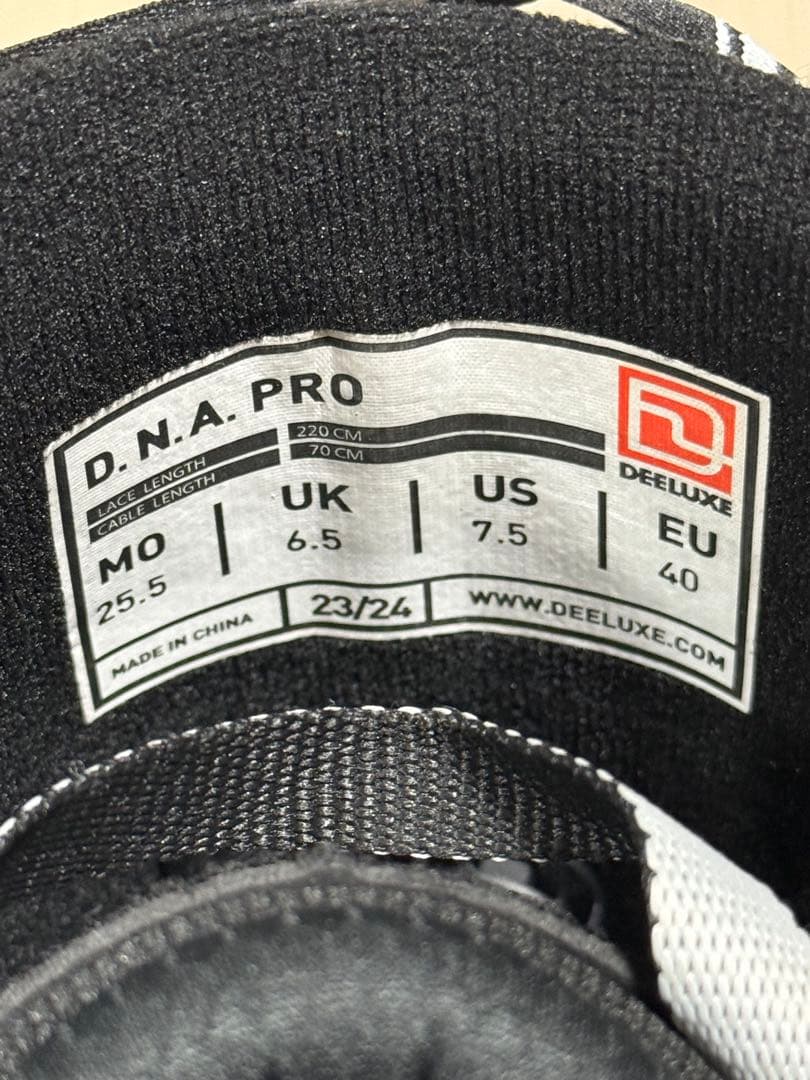 D.N.A. PRO
LACE LENGTH 220 CM
CABLE LENGTH 70 CM
DEELUXE
MO UK US EU
25.5 6.5 7.5 40
MADE IN CHINA 23/24 WWW.DEELUXE.COM